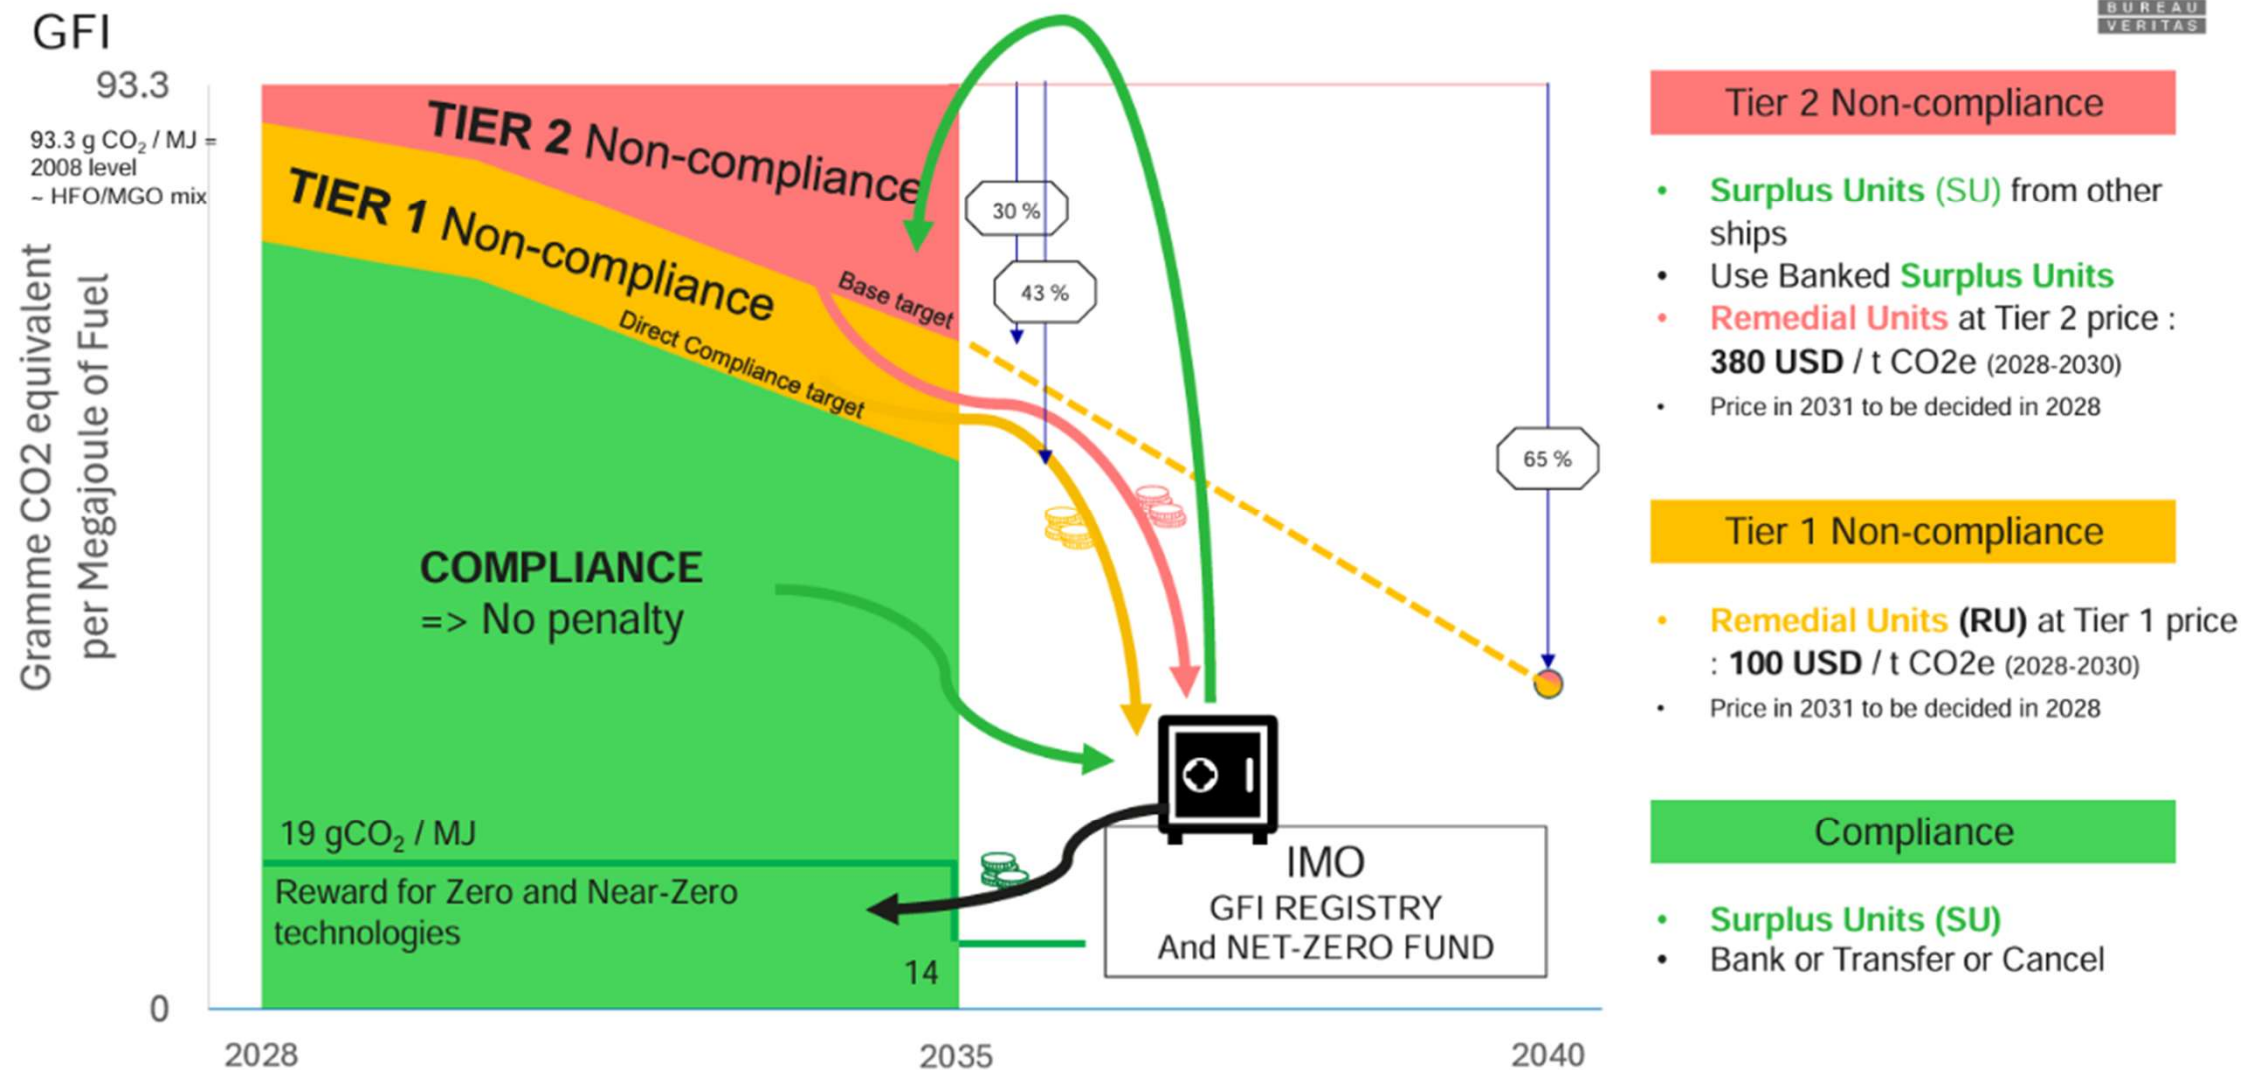 GFI
BUREAU
VERITAS
93.3
93.3 g CO₂ / MJ =
2008 level
~ HFO/MGO mix
Gramme CO2 equivalent
per Megajoule of Fuel
0
TIER 2 Non-compliance
TIER 1 Non-compliance
Base target
Direct Compliance target
COMPLIANCE
=> No penalty
19 gCO₂ / MJ
Reward for Zero and Near-Zero
technologies
14
30 %
43 %
65 %
IMO
GFI REGISTRY
And NET-ZERO FUND
2028
2035
2040
Tier 2 Non-compliance
• Surplus Units (SU) from other
ships
• Use Banked Surplus Units
• Remedial Units at Tier 2 price :
380 USD / t CO2e (2028-2030)
• Price in 2031 to be decided in 2028
Tier 1 Non-compliance
• Remedial Units (RU) at Tier 1 price
: 100 USD / t CO2e (2028-2030)
• Price in 2031 to be decided in 2028
Compliance
• Surplus Units (SU)
• Bank or Transfer or Cancel